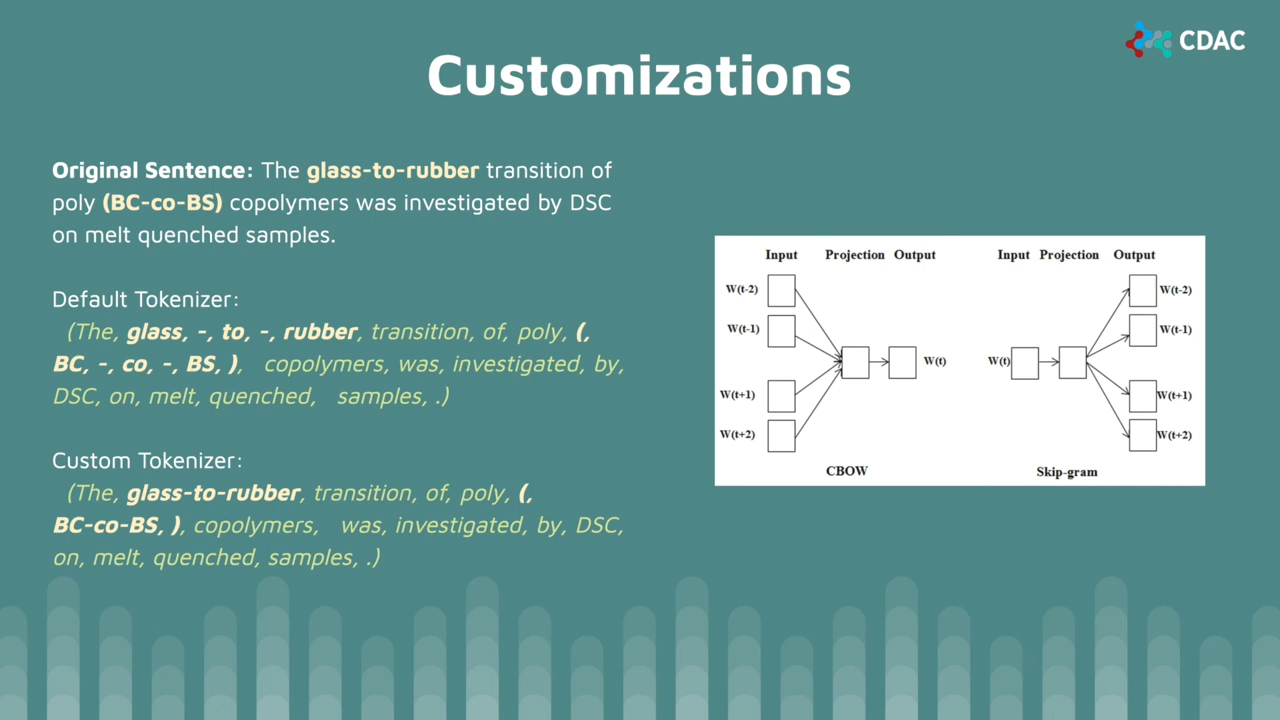 CDAC
Customizations
Original Sentence: The glass-to-rubber transition of
poly (BC-co-BS) copolymers was investigated by DSC
on melt quenched samples.
Default Tokenizer:
(The, glass, -, to, -, rubber, transition, of, poly, (,
BC, -, co, -, BS, ), copolymers, was, investigated, by,
DSC, on, melt, quenched, samples, .)
Custom Tokenizer:
(The, glass-to-rubber, transition, of, poly, (,
BC-co-BS, ), copolymers, was, investigated, by, DSC,
on, melt, quenched, samples, .)
Input Projection Output
W(t-2)
W(t-1)
W(t)
W(t+1)
W(t+2)
CBOW
Input Projection Output
W(t-2)
W(t-1)
W(t)
W(t+1)
W(t+2)
Skip-gram